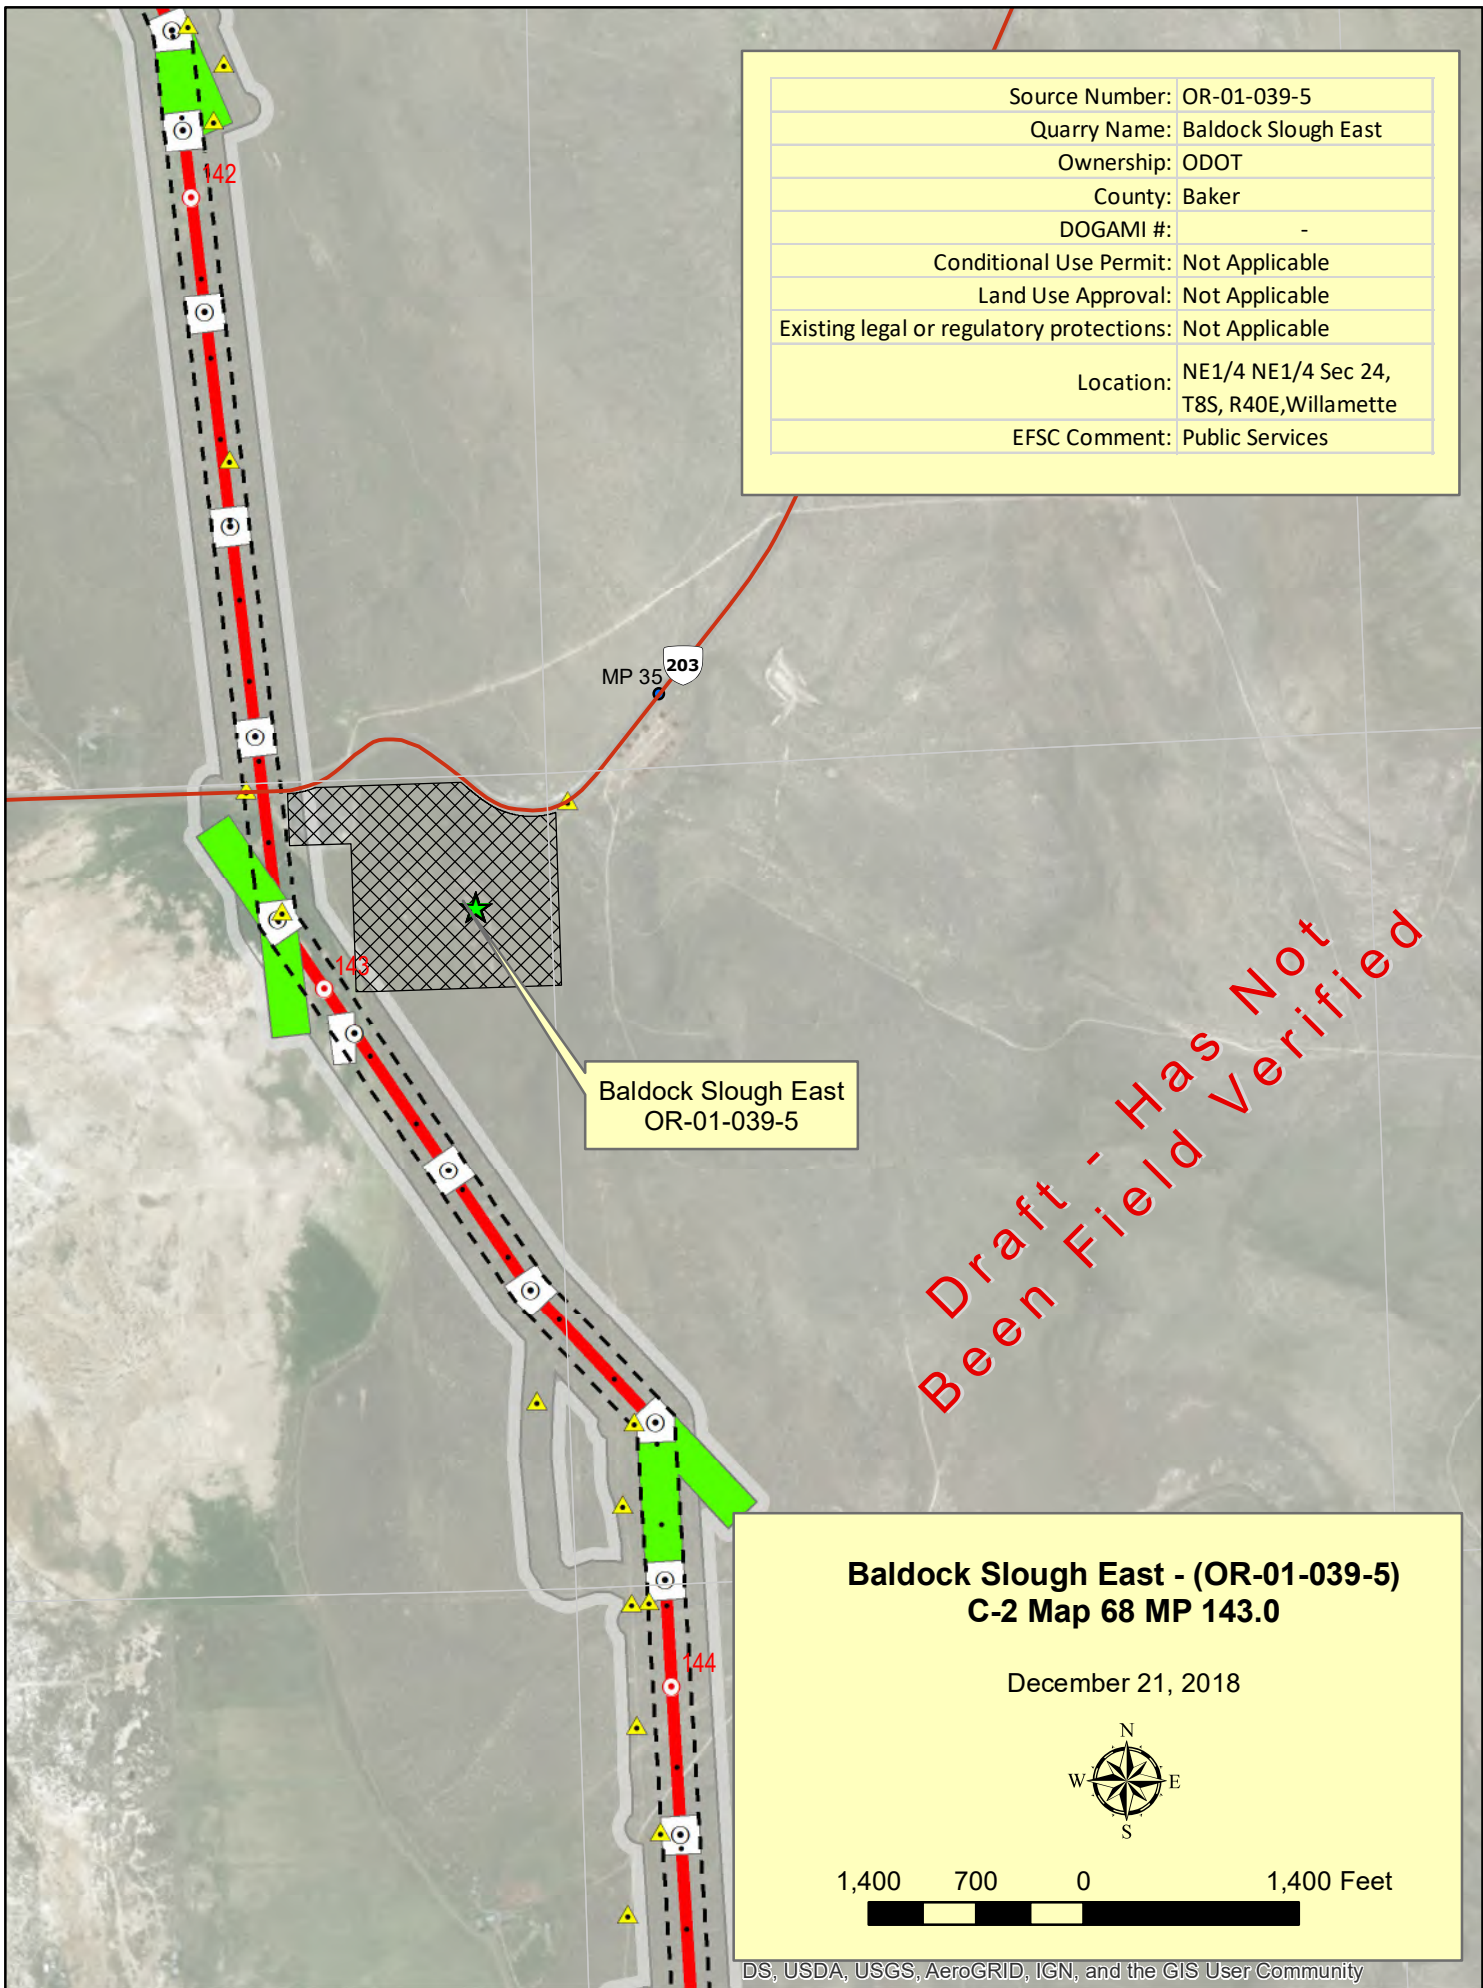 Source Number: OR-01-039-5
Quarry Name: Baldock Slough East
Ownership: ODOT
County: Baker
DOGAMI #: -
Conditional Use Permit: Not Applicable
Land Use Approval: Not Applicable
Existing legal or regulatory protections: Not Applicable
Location: NE1/4 NE1/4 Sec 24,
T8S, R40E,Willamette
EFSC Comment: Public Services
142
203
MP 35
143
Baldock Slough East
OR-01-039-5
Draft - Has Not
Been Field Verified
144
Baldock Slough East - (OR-01-039-5)
C-2 Map 68 MP 143.0
December 21, 2018
N
W E
S
1,400 700 0 1,400 Feet
DS, USDA, USGS, AeroGRID, IGN, and the GIS User Community